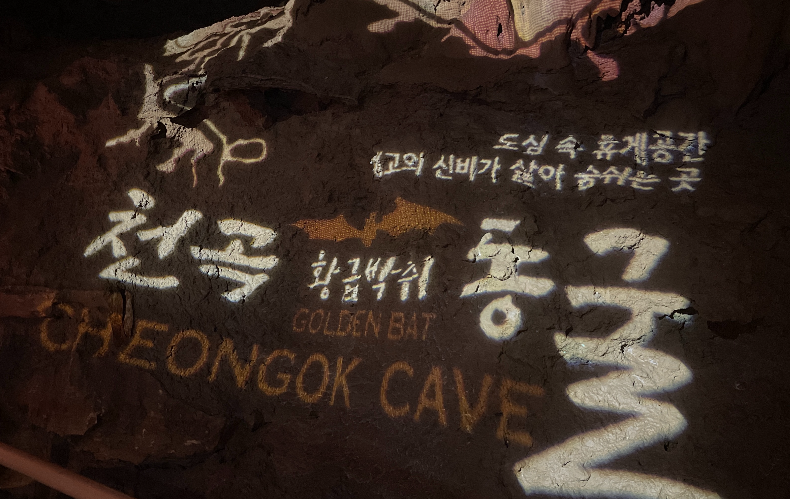 도심 속 휴게공간
태고의 신비가 살아 숨쉬는 곳
천곡 황금박쥐 동굴
GOLDEN BAT
CHEONGOK CAVE